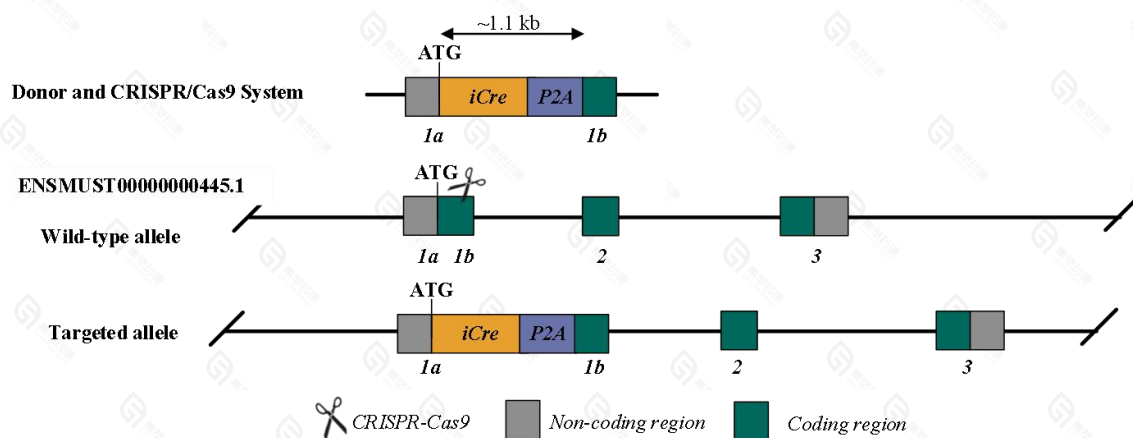 ~1.1 kb
ATG
Donor and CRISPR/Cas9 System
iCre P2A
1a 1b
ENSMUST00000000445.1
ATG
Wild-type allele
1a 1b 2 3
ATG
Targeted allele
iCre P2A
1a 1b 2 3
CRISPR-Cas9 Non-coding region Coding region